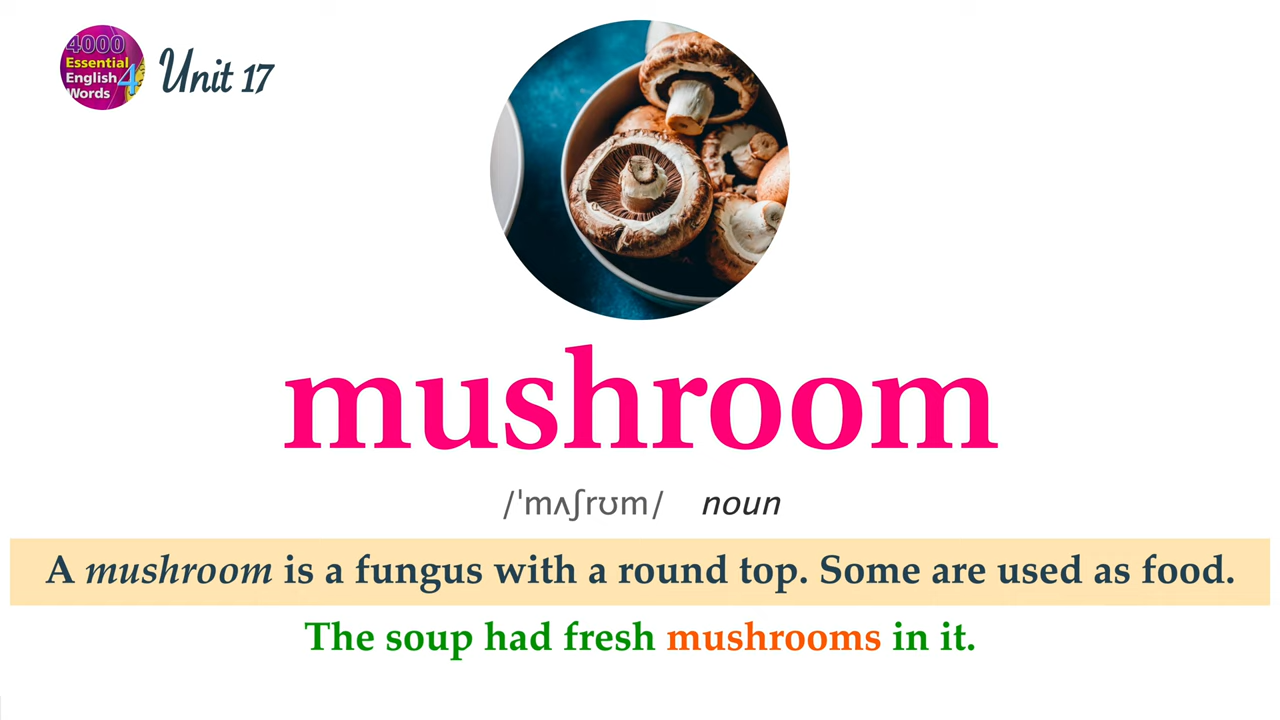 4000
Essential
English
Words
4
Unit 17
mushroom
/ˈmʌʃrʊm/ noun
A mushroom is a fungus with a round top. Some are used as food.
The soup had fresh mushrooms in it.